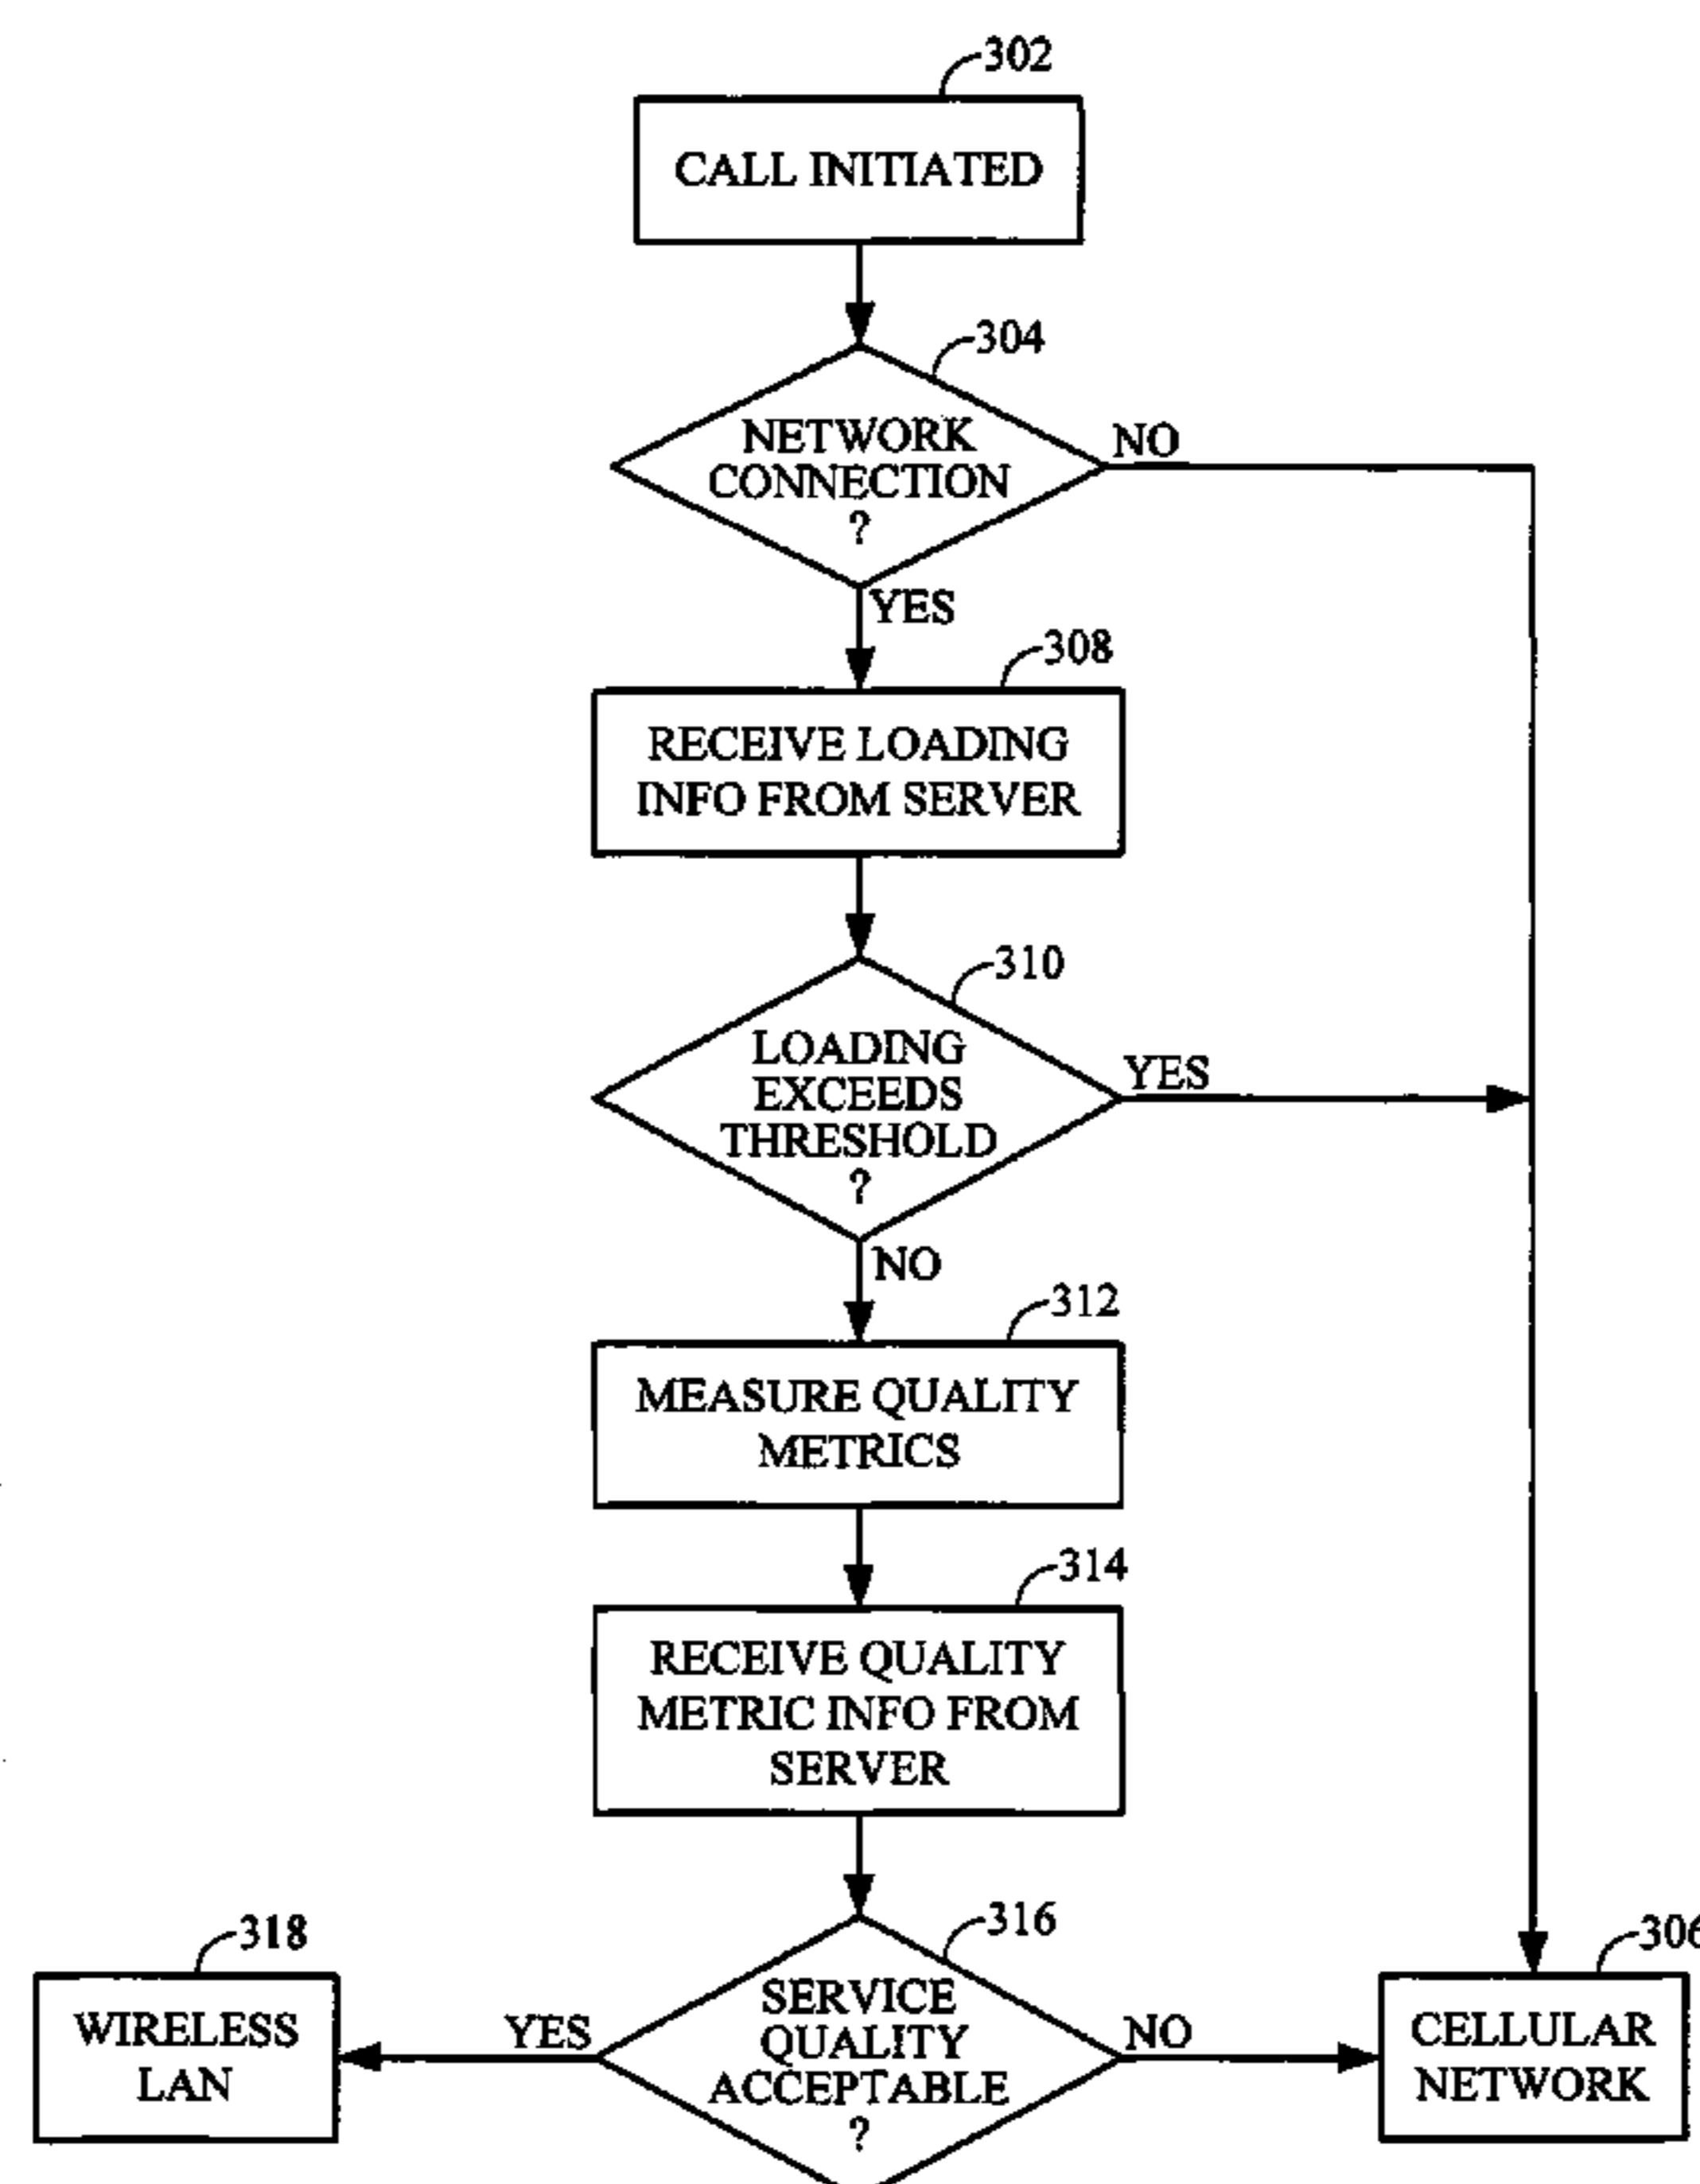 302
CALL INITIATED
304
NETWORK
CONNECTION
?
NO
YES
308
RECEIVE LOADING
INFO FROM SERVER
310
LOADING
EXCEEDS
THRESHOLD
?
YES
NO
312
MEASURE QUALITY
METRICS
314
RECEIVE QUALITY
METRIC INFO FROM
SERVER
316
SERVICE
QUALITY
ACCEPTABLE
?
YES
NO
318
WIRELESS
LAN
306
CELLULAR
NETWORK